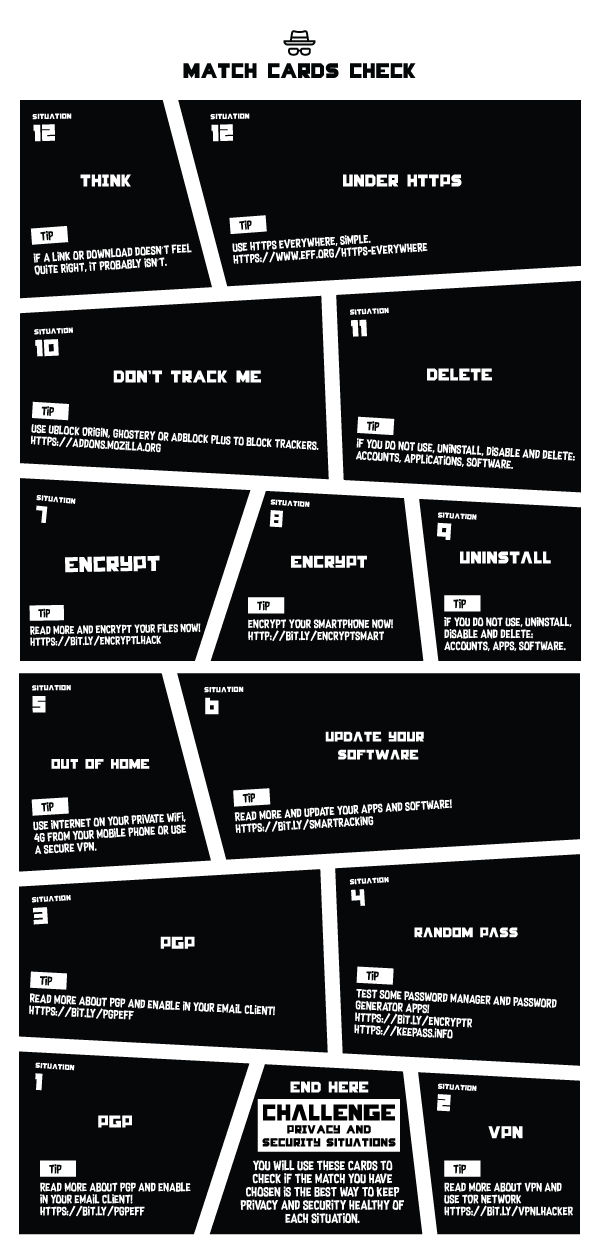 MATCH CARDS CHECK
SITUATION
12
THINK
TIP
IF A LINK OR DOWNLOAD DOESN'T FEEL
QUITE RIGHT, IT PROBABLY ISN'T.
SITUATION
12
UNDER HTTPS
TIP
USE HTTPS EVERYWHERE, SIMPLE.
HTTPS://WWW.EFF.ORG/HTTPS-EVERYWHERE
SITUATION
10
DON'T TRACK ME
TIP
USE UBLOCK ORIGIN, GHOSTERY OR ADBLOCK PLUS TO BLOCK TRACKERS.
HTTPS://ADDONS.MOZILLA.ORG
SITUATION
11
DELETE
TIP
IF YOU DO NOT USE, UNINSTALL, DISABLE AND DELETE:
ACCOUNTS, APPLICATIONS, SOFTWARE.
SITUATION
7
ENCRYPT
TIP
READ MORE AND ENCRYPT YOUR FILES NOW!
HTTPS://BIT.LY/ENCRYPTLHACK
SITUATION
8
ENCRYPT
TIP
ENCRYPT YOUR SMARTPHONE NOW!
HTTP://BIT.LY/ENCRYPTSMART
SITUATION
9
UNINSTALL
TIP
IF YOU DO NOT USE, UNINSTALL,
DISABLE AND DELETE:
ACCOUNTS, APPS, SOFTWARE.
SITUATION
5
OUT OF HOME
TIP
USE INTERNET ON YOUR PRIVATE WIFI,
4G FROM YOUR MOBILE PHONE OR USE
A SECURE VPN.
SITUATION
6
UPDATE YOUR
SOFTWARE
TIP
READ MORE AND UPDATE YOUR APPS AND SOFTWARE!
HTTPS://BIT.LY/SMARTRACKING
SITUATION
3
PGP
TIP
READ MORE ABOUT PGP AND ENABLE IN YOUR EMAIL CLIENT!
HTTPS://BIT.LY/PGPEFF
SITUATION
4
RANDOM PASS
TIP
TEST SOME PASSWORD MANAGER AND PASSWORD
GENERATOR APPS!
HTTPS://BIT.LY/ENCRYPTR
HTTPS://KEEPASS.INFO
SITUATION
1
PGP
TIP
READ MORE ABOUT PGP AND ENABLE
IN YOUR EMAIL CLIENT!
HTTPS://BIT.LY/PGPEFF
END HERE
CHALLENGE
PRIVACY AND
SECURITY SITUATIONS
YOU WILL USE THESE CARDS TO
CHECK IF THE MATCH YOU HAVE
CHOSEN IS THE BEST WAY TO KEEP
PRIVACY AND SECURITY HEALTHY OF
EACH SITUATION.
SITUATION
2
VPN
TIP
READ MORE ABOUT VPN AND
USE TOR NETWORK
HTTPS://BIT.LY/VPNLHACKER